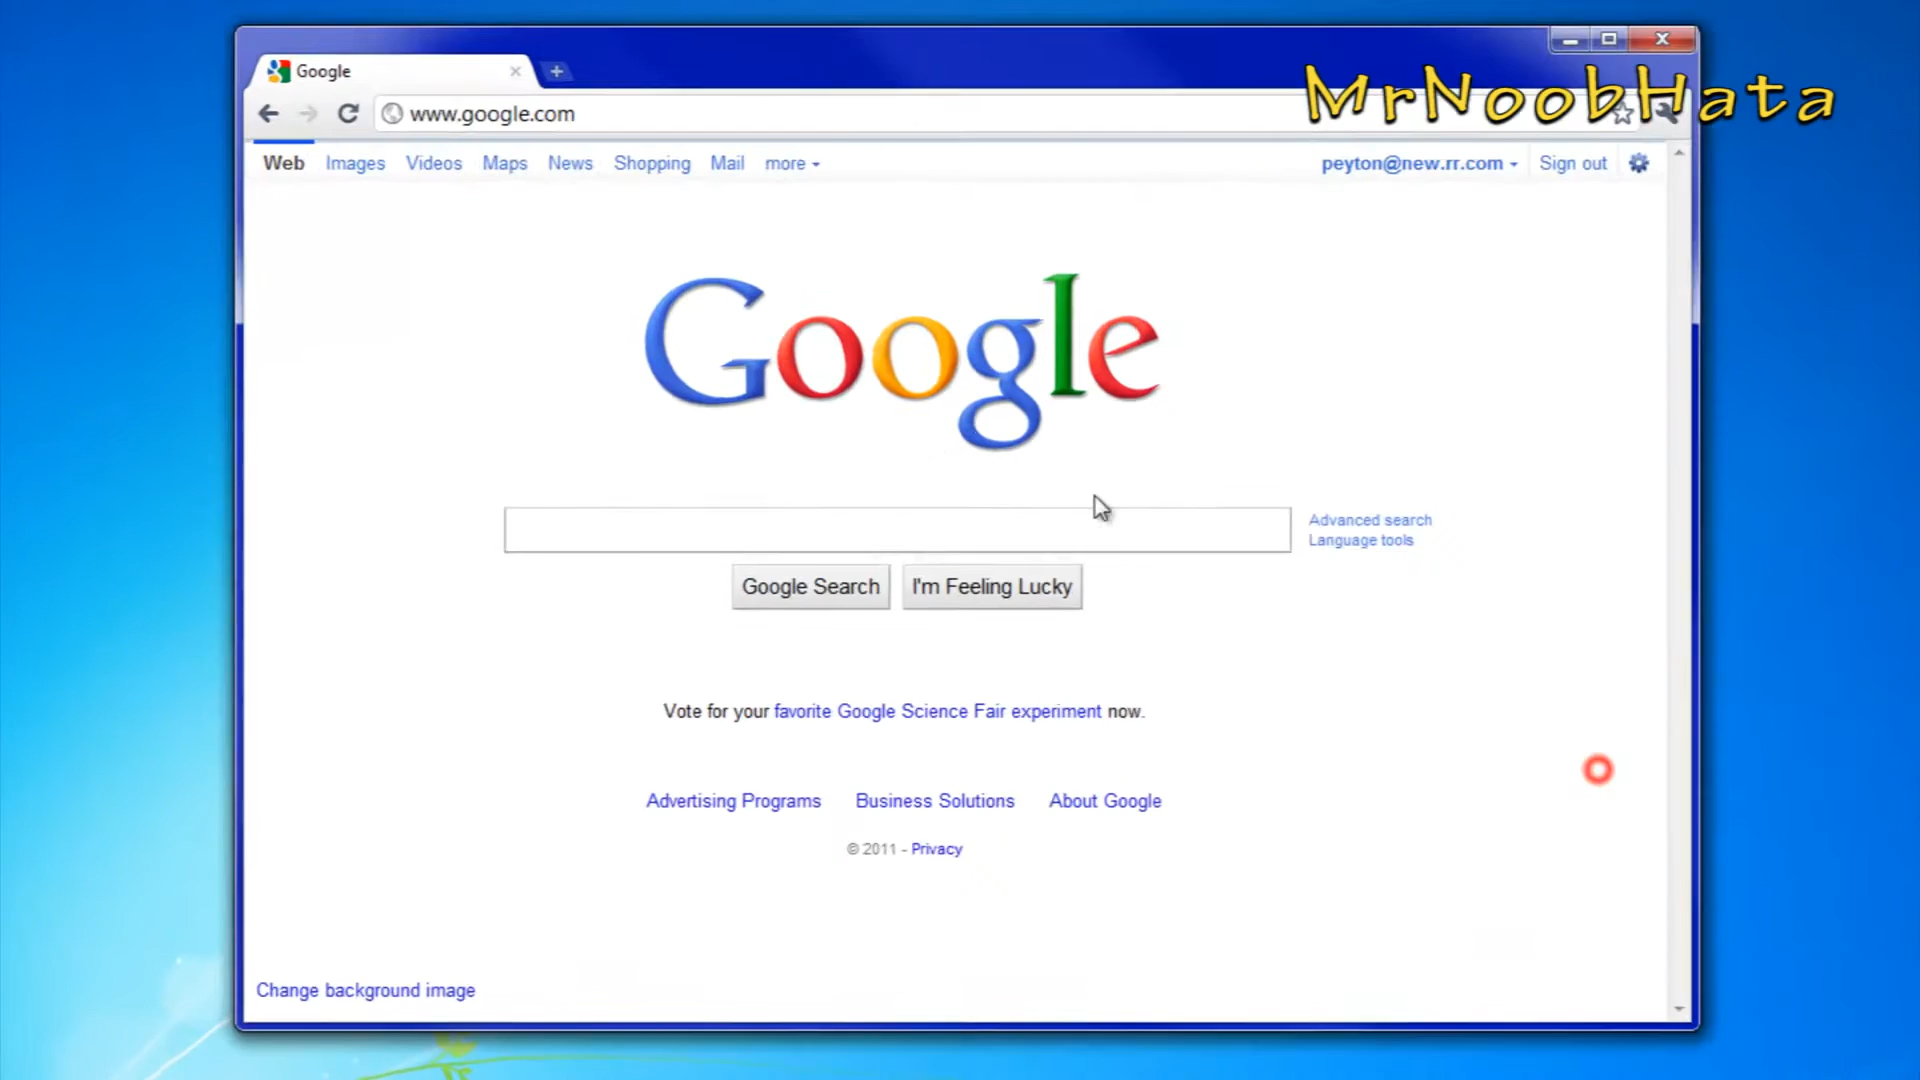 Google
MrNoobHata
www.google.com
Web Images Videos Maps News Shopping Mail more
peyton@new.rr.com Sign out
Google
Advanced search
Language tools
Google Search I'm Feeling Lucky
Vote for your favorite Google Science Fair experiment now.
Advertising Programs Business Solutions About Google
© 2011 - Privacy
Change background image